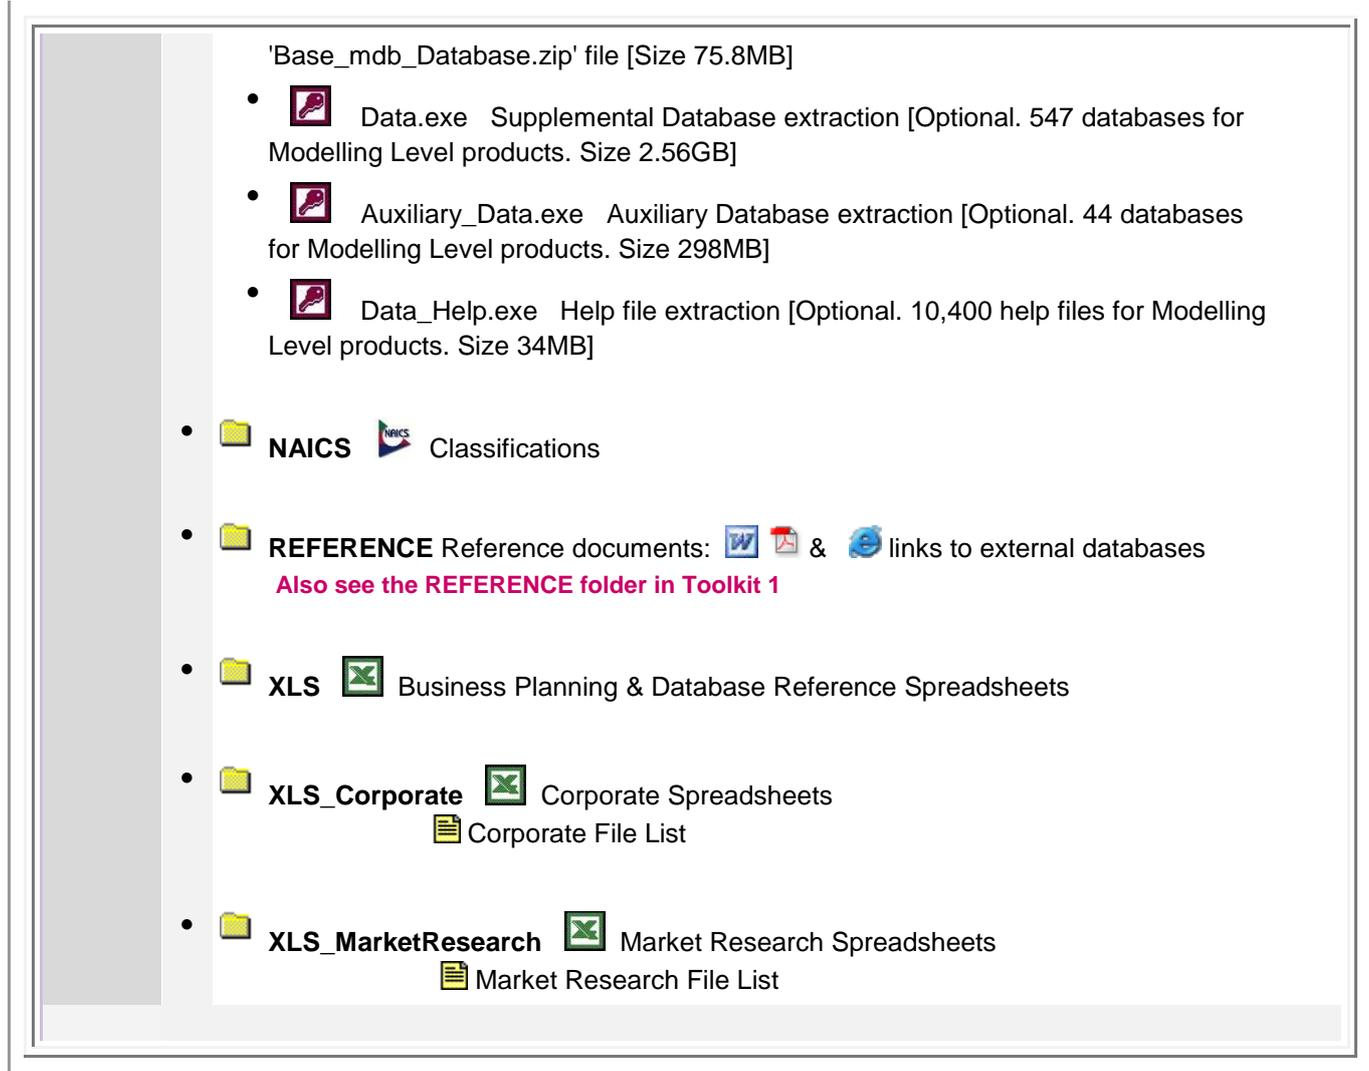 'Base_mdb_Database.zip' file [Size 75.8MB]
Data.exe Supplemental Database extraction [Optional. 547 databases for
Modelling Level products. Size 2.56GB]
Auxiliary_Data.exe Auxiliary Database extraction [Optional. 44 databases
for Modelling Level products. Size 298MB]
Data_Help.exe Help file extraction [Optional. 10,400 help files for Modelling
Level products. Size 34MB]
NAICS NAICS Classifications
REFERENCE Reference documents: W & e links to external databases
Also see the REFERENCE folder in Toolkit 1
XLS X Business Planning & Database Reference Spreadsheets
XLS_Corporate X Corporate Spreadsheets
Corporate File List
XLS_MarketResearch X Market Research Spreadsheets
Market Research File List